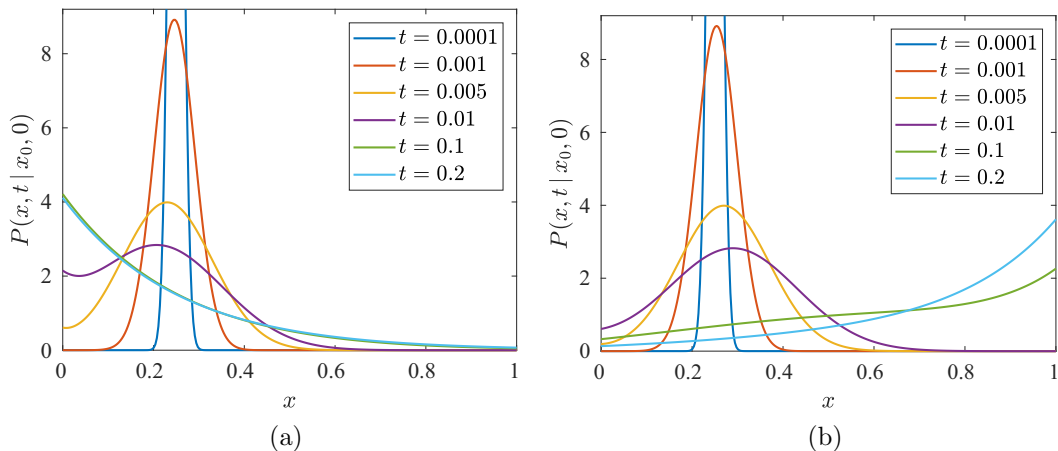 P(x, t | x₀, 0)
8
6
4
2
0
0
0.2
0.4
0.6
0.8
1
x
t = 0.0001
t = 0.001
t = 0.005
t = 0.01
t = 0.1
t = 0.2
(a)
P(x, t | x₀, 0)
8
6
4
2
0
0
0.2
0.4
0.6
0.8
1
x
t = 0.0001
t = 0.001
t = 0.005
t = 0.01
t = 0.1
t = 0.2
(b)